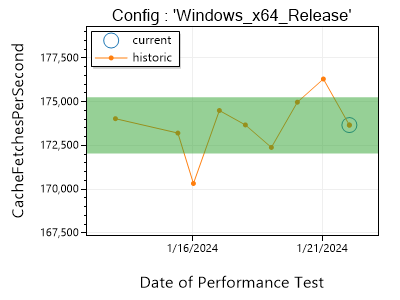 Config : 'Windows_x64_Release'
current
historic
CacheFetchesPerSecond
177,500
175,000
172,500
170,000
167,500
1/16/2024
1/21/2024
Date of Performance Test